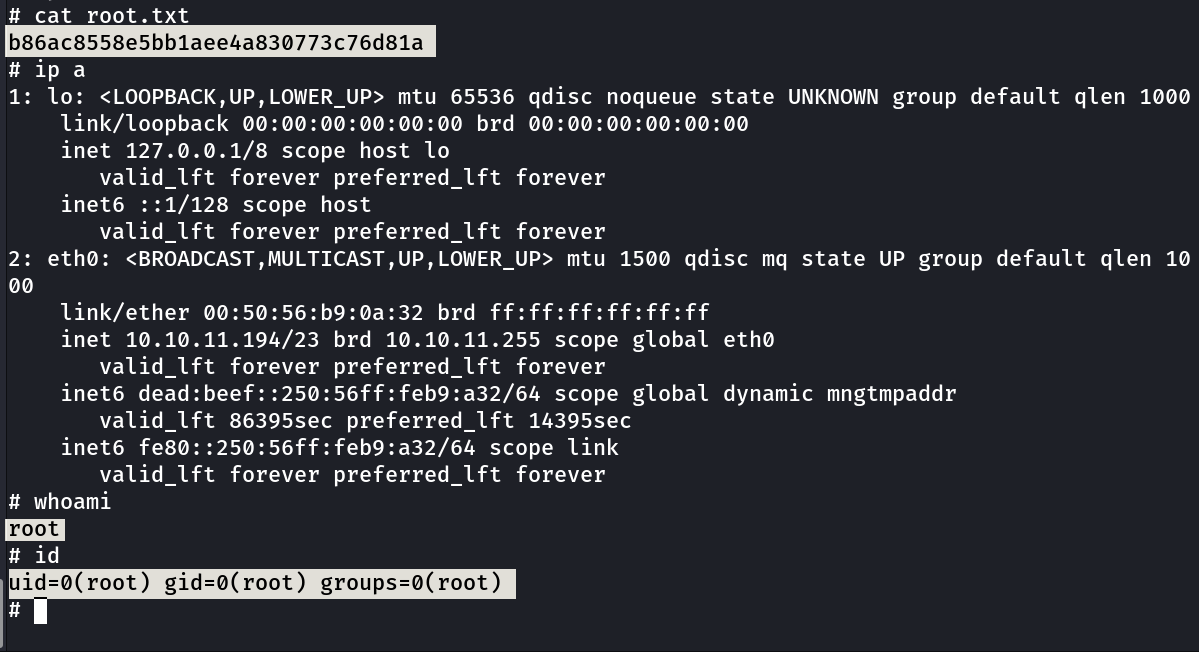 # cat root.txt
b86ac8558e5bb1aee4a830773c76d81a
# ip a
1: lo: <LOOPBACK,UP,LOWER_UP> mtu 65536 qdisc noqueue state UNKNOWN group default qlen 1000
    link/loopback 00:00:00:00:00:00 brd 00:00:00:00:00:00
    inet 127.0.0.1/8 scope host lo
       valid_lft forever preferred_lft forever
    inet6 ::1/128 scope host
       valid_lft forever preferred_lft forever
2: eth0: <BROADCAST,MULTICAST,UP,LOWER_UP> mtu 1500 qdisc mq state UP group default qlen 10
00
    link/ether 00:50:56:b9:0a:32 brd ff:ff:ff:ff:ff:ff
    inet 10.10.11.194/23 brd 10.10.11.255 scope global eth0
       valid_lft forever preferred_lft forever
    inet6 dead:beef::250:56ff:feb9:a32/64 scope global dynamic mngtmpaddr
       valid_lft 86395sec preferred_lft 14395sec
    inet6 fe80::250:56ff:feb9:a32/64 scope link
       valid_lft forever preferred_lft forever
# whoami
root
# id
uid=0(root) gid=0(root) groups=0(root)
#